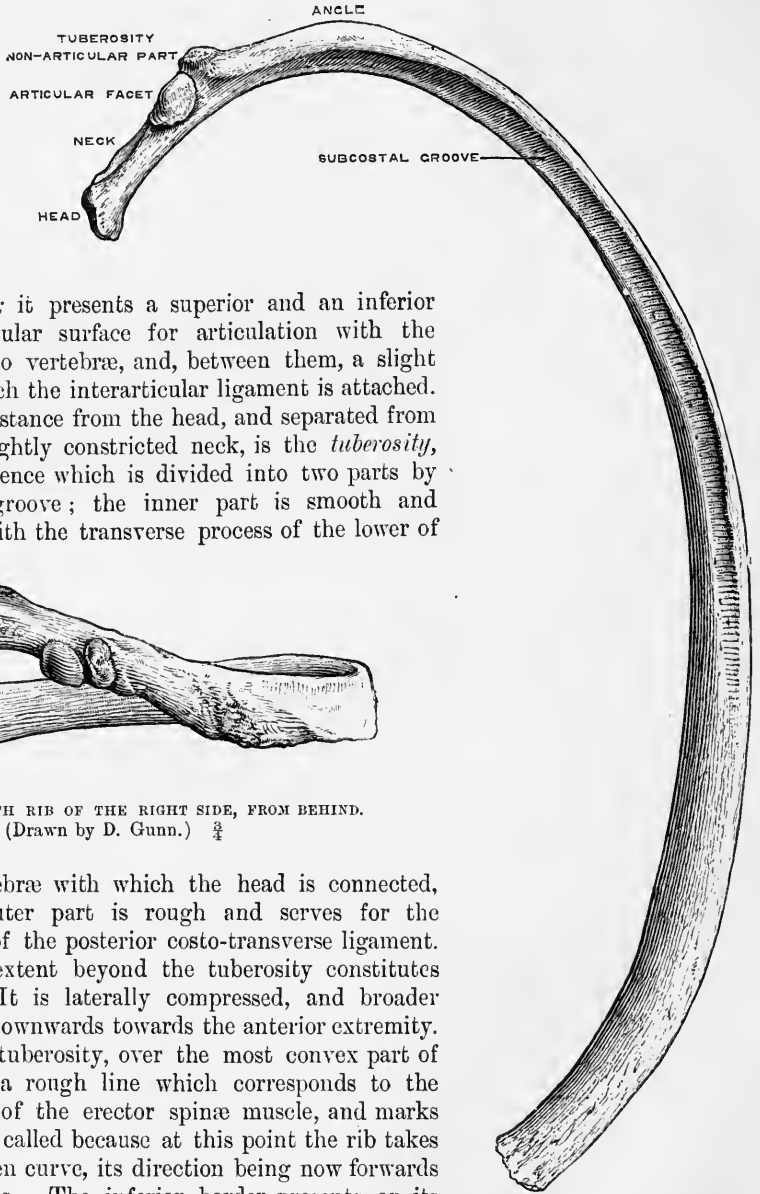 ANGLE
TUBEROSITY
NON-ARTICULAR PART
ARTICULAR FACET
NECK
SUBCOSTAL GROOVE
HEAD
; it presents a superior and an inferior
ular surface for articulation with the
o vertebræ, and, between them, a slight
ch the interarticular ligament is attached.
stance from the head, and separated from
ghtly constricted neck, is the tuberosity,
ence which is divided into two parts by
groove ; the inner part is smooth and
ith the transverse process of the lower of
H RIB OF THE RIGHT SIDE, FROM BEHIND.
(Drawn by D. Gunn.) ¾
ebræ with which the head is connected,
uter part is rough and serves for the
f the posterior costo-transverse ligament.
extent beyond the tuberosity constitutes
It is laterally compressed, and broader
ownwards towards the anterior extremity.
tuberosity, over the most convex part of
a rough line which corresponds to the
of the erector spinæ muscle, and marks
called because at this point the rib takes
en curve, its direction being now forwards
The inferior border presents on its